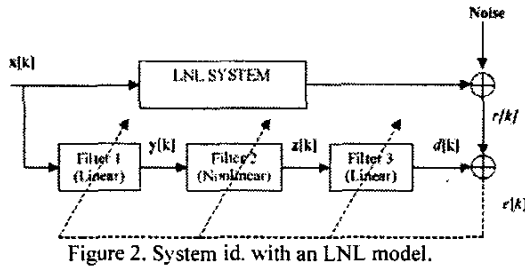 Noise
x[k]
LNL SYSTEM
r[k]
Filter 1
(Linear)
y[k]
Filter 2
(Nonlinear)
z[k]
Filter 3
(Linear)
d[k]
e[k]
Figure 2. System id. with an LNL model.